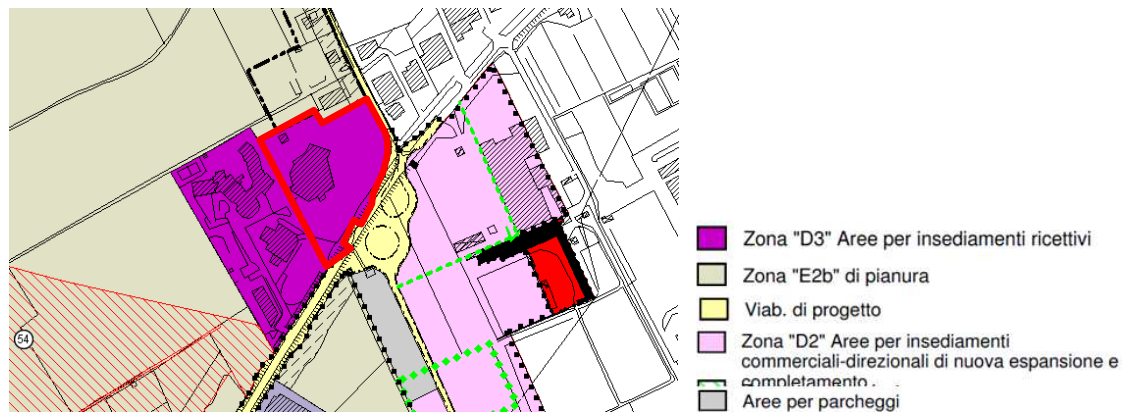 54
Zona "D3" Aree per insediamenti ricettivi
Zona "E2b" di pianura
Viab. di progetto
Zona "D2" Aree per insediamenti
commerciali-direzionali di nuova espansione e
completamento
Aree per parcheggi